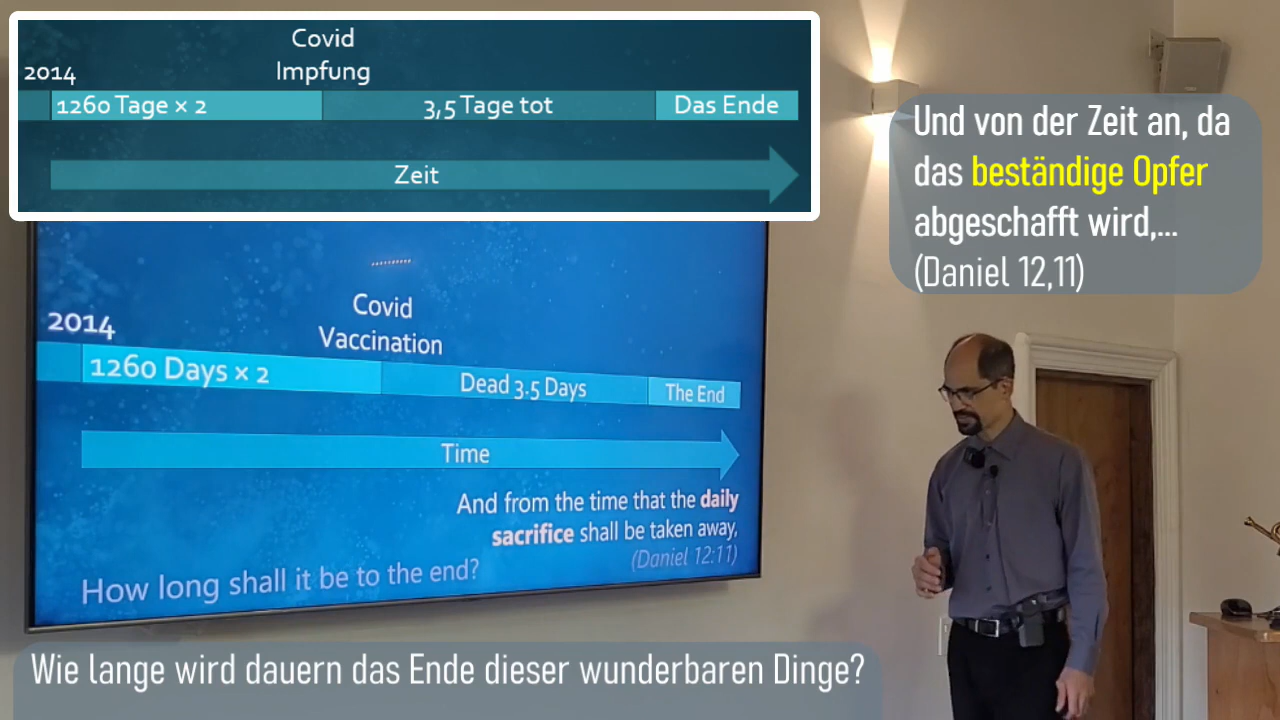 Covid
Impfung
2014
1260 Tage × 2
3,5 Tage tot
Das Ende
Zeit
Und von der Zeit an, da
das beständige Opfer
abgeschafft wird,...
(Daniel 12,11)
Covid
Vaccination
2014
1260 Days × 2
Dead 3.5 Days
The End
Time
And from the time that the daily
sacrifice shall be taken away,
(Daniel 12:11)
How long shall it be to the end?
Wie lange wird dauern das Ende dieser wunderbaren Dinge?